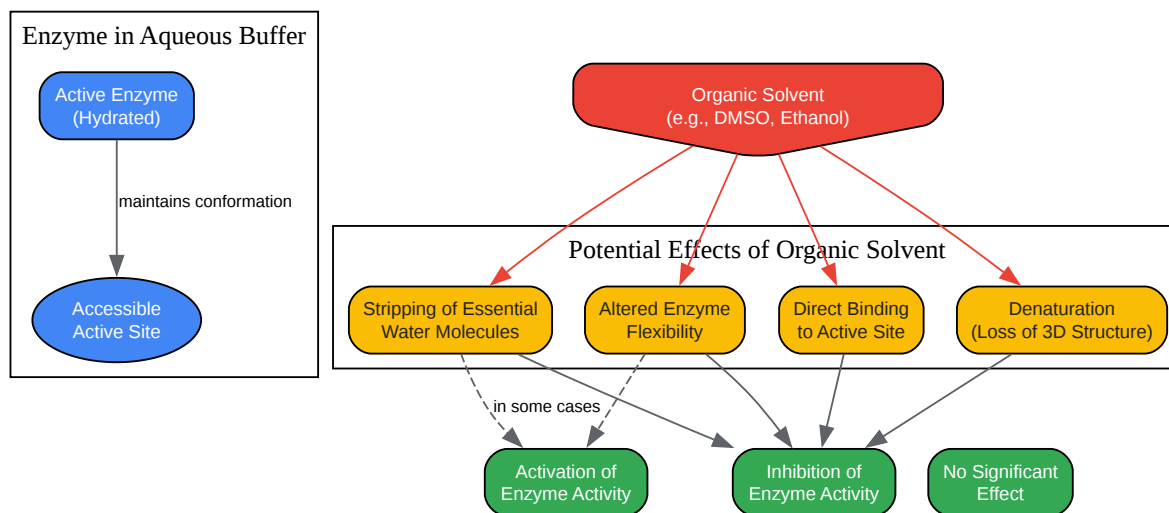 Enzyme in Aqueous Buffer
Active Enzyme
(Hydrated)
maintains conformation
Accessible
Active Site
Organic Solvent
(e.g., DMSO, Ethanol)
Potential Effects of Organic Solvent
Stripping of Essential
Water Molecules
Altered Enzyme
Flexibility
Direct Binding
to Active Site
Denaturation
(Loss of 3D Structure)
in some cases
Activation of
Enzyme Activity
Inhibition of
Enzyme Activity
No Significant
Effect